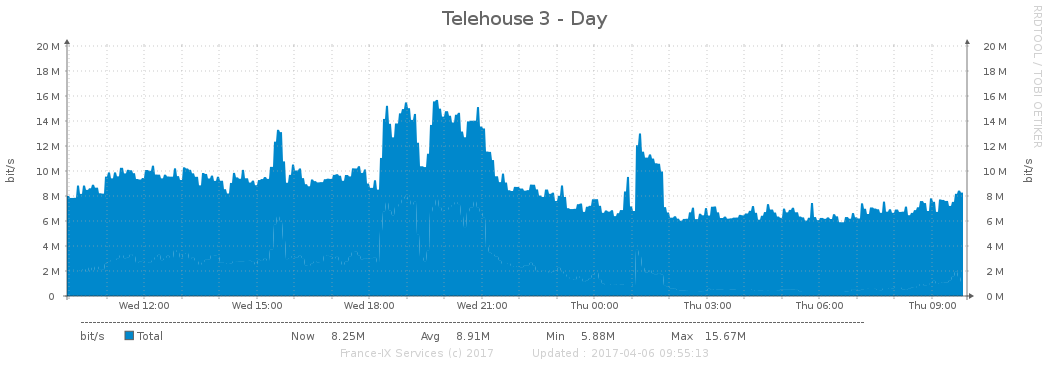 Telehouse 3 - Day
RRDTOOL / TOBI OETIKER
bit/s
20 M 20 M
18 M 18 M
16 M 16 M
14 M 14 M
12 M 12 M
10 M 10 M
8 M 8 M
6 M 6 M
4 M 4 M
2 M 2 M
0 0 M
bit/s
Wed 12:00 Wed 15:00 Wed 18:00 Wed 21:00 Thu 00:00 Thu 03:00 Thu 06:00 Thu 09:00
bit/s Total Now 8.25M Avg 8.91M Min 5.88M Max 15.67M
France-IX Services (c) 2017 Updated : 2017-04-06 09:55:13